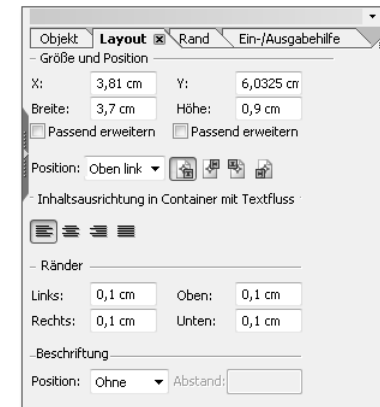 Objekt Layout Rand Ein-/Ausgabehilfe
Größe und Position
X: 3,81 cm Y: 6,0325 cm
Breite: 3,7 cm Höhe: 0,9 cm
Passend erweitern Passend erweitern
Position: Oben link
Inhaltsausrichtung in Container mit Textfluss
Ränder
Links: 0,1 cm Oben: 0,1 cm
Rechts: 0,1 cm Unten: 0,1 cm
Beschriftung
Position: Ohne Abstand: